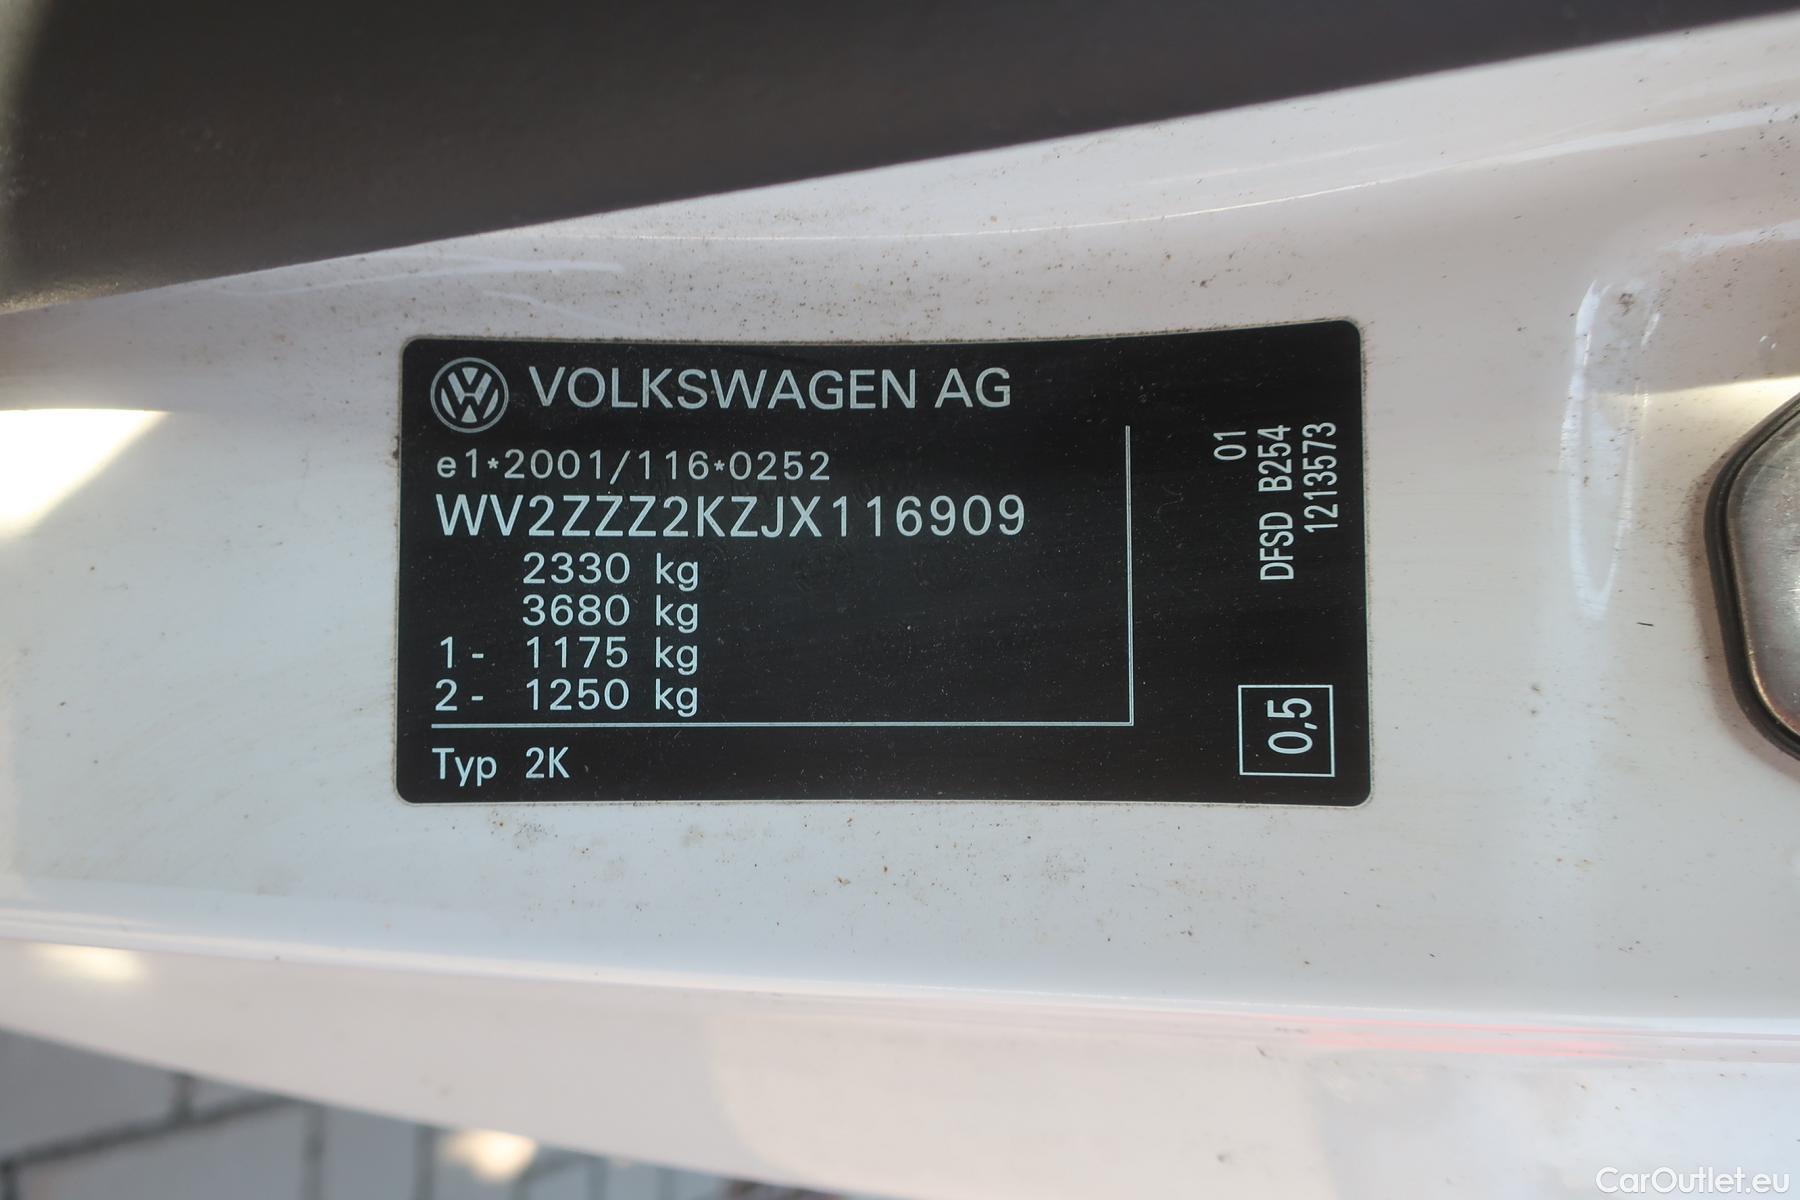 VOLKSWAGEN AG
e1*2001/116*0252
WV2ZZZ2KZJX116909
2330 kg
3680 kg
1 - 1175 kg
2 - 1250 kg
Typ 2K
01
DFSD B254
1213573
0,5
CarOutlet.eu